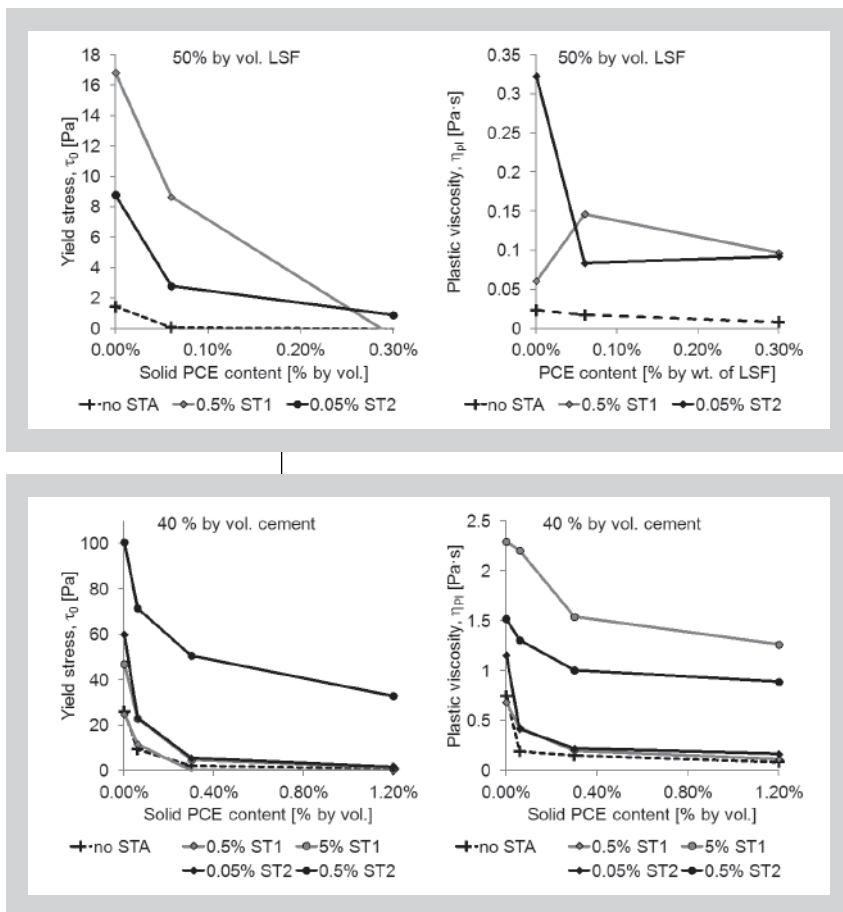 50% by vol. LSF
Yield stress, τ0 [Pa]
18
16
14
12
10
8
6
4
2
0
0.00% 0.10% 0.20% 0.30%
Solid PCE content [% by vol.]
no STA 0.5% ST1 0.05% ST2
50% by vol. LSF
Plastic viscosity, ηpl [Pa·s]
0.35
0.3
0.25
0.2
0.15
0.1
0.05
0
0.00% 0.10% 0.20% 0.30%
PCE content [% by wt. of LSF]
no STA 0.5% ST1 0.05% ST2
40 % by vol. cement
Yield stress, τ0 [Pa]
100
80
60
40
20
0
0.00% 0.40% 0.80% 1.20%
Solid PCE content [% by vol.]
no STA 0.5% ST1 5% ST1
0.05% ST2 0.5% ST2
40 % by vol. cement
Plastic viscosity, ηPl [Pa·s]
2.5
2
1.5
1
0.5
0
0.00% 0.40% 0.80% 1.20%
Solid PCE content [% by vol.]
no STA 0.5% ST1 5% ST1
0.05% ST2 0.5% ST2